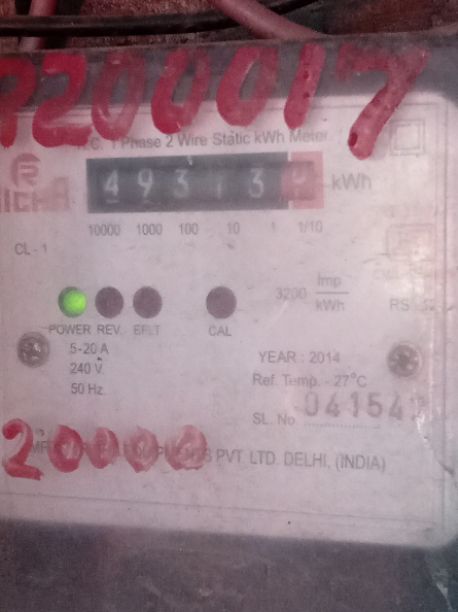 9200017
A.C. 1 Phase 2 Wire Static kWh Meter
4 9 3 1 3 kWh
10000 1000 100 10 1 1/10
CL - 1
3200 Imp
kWh
POWER REV. EFLT CAL
5-20 A
240 V.
50 Hz.
YEAR : 2014
Ref. Temp. - 27°C
SL. No. 04154
20000
PVT. LTD. DELHI, (INDIA)